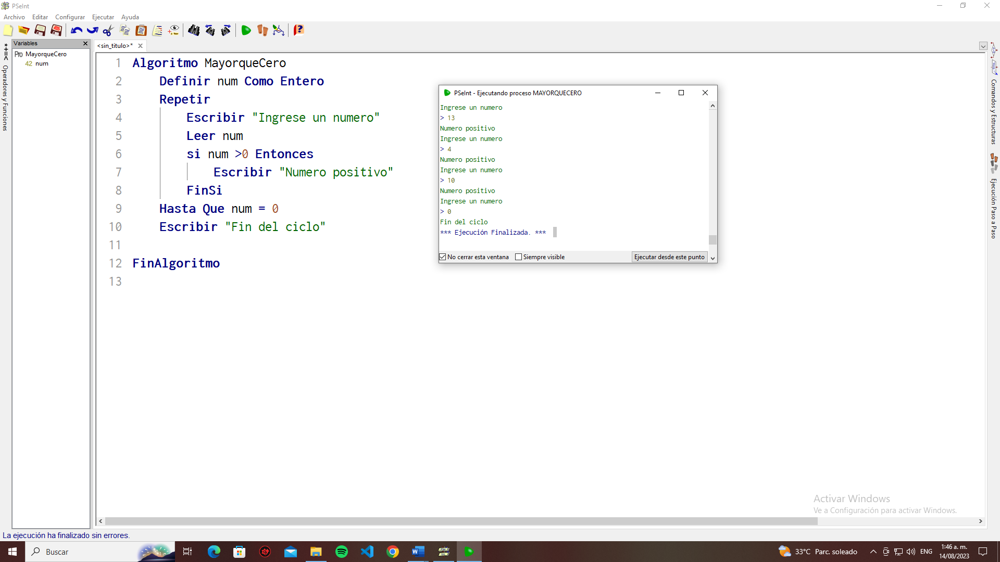 PSeInt
Archivo Editar Configurar Ejecutar Ayuda
Variables
<sin_titulo>*
MayorqueCero
42 num
*+=<
Operadores y Funciones
1 Algoritmo MayorqueCero
2 Definir num Como Entero
3 Repetir
4 Escribir "Ingrese un numero"
5 Leer num
6 si num >0 Entonces
7 Escribir "Numero positivo"
8 FinSi
9 Hasta Que num = 0
10 Escribir "Fin del ciclo"
11
12 FinAlgoritmo
13
PSeInt - Ejecutando proceso MAYORQUECERO
Ingrese un numero
> 13
Numero positivo
Ingrese un numero
> 4
Numero positivo
Ingrese un numero
> 10
Numero positivo
Ingrese un numero
> 0
Fin del ciclo
*** Ejecución Finalizada. ***
No cerrar esta ventana Siempre visible Ejecutar desde este punto
Comandos y Estructuras
Ejecución Paso a Paso
Activar Windows
Ve a Configuración para activar Windows.
La ejecución ha finalizado sin errores.
Buscar
33°C Parc. soleado
ENG
1:46 a. m.
14/08/2023